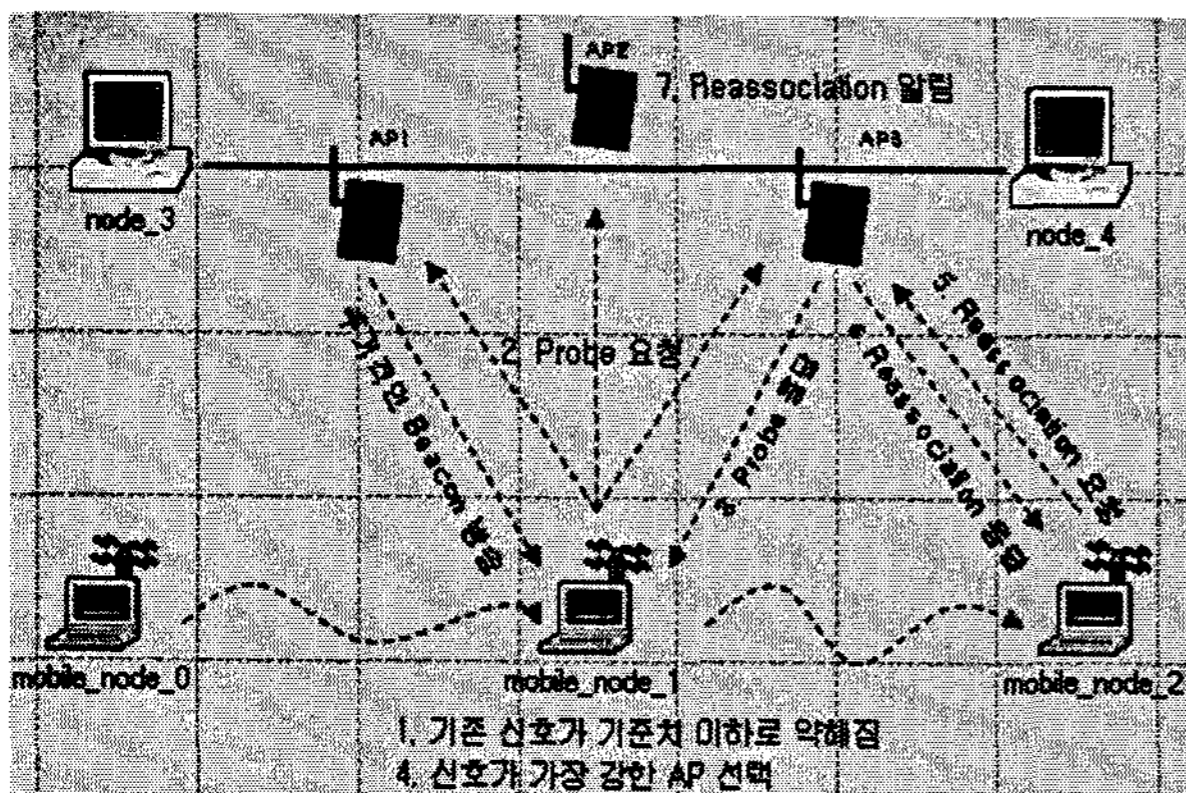 AP2
7. Reassociation 알림
AP1
AP3
node_3
node_4
2. Probe 요청
주기적인 Beacon 방송
3. Probe 응답
5. Reassociation 요청
6. Reassociation 응답
mobile_node_0
mobile_node_1
mobile_node_2
1. 기존 신호가 기준치 이하로 약해짐
4. 신호가 가장 강한 AP 선택